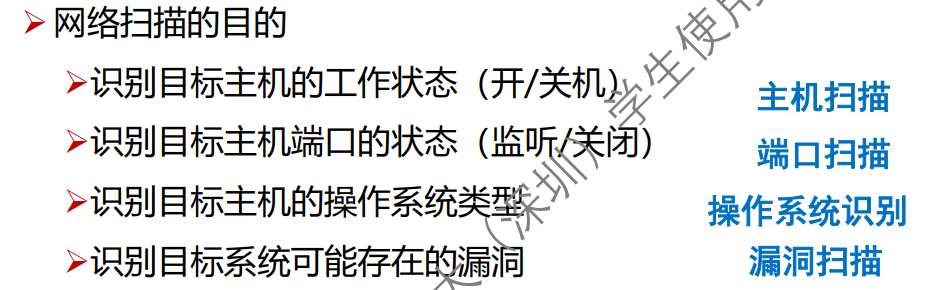 网络扫描的目的
识别目标主机的工作状态（开/关机）
主机扫描
识别目标主机端口的状态（监听/关闭）
端口扫描
识别目标主机的操作系统类型
操作系统识别
识别目标系统可能存在的漏洞
漏洞扫描
（深圳）学生使用